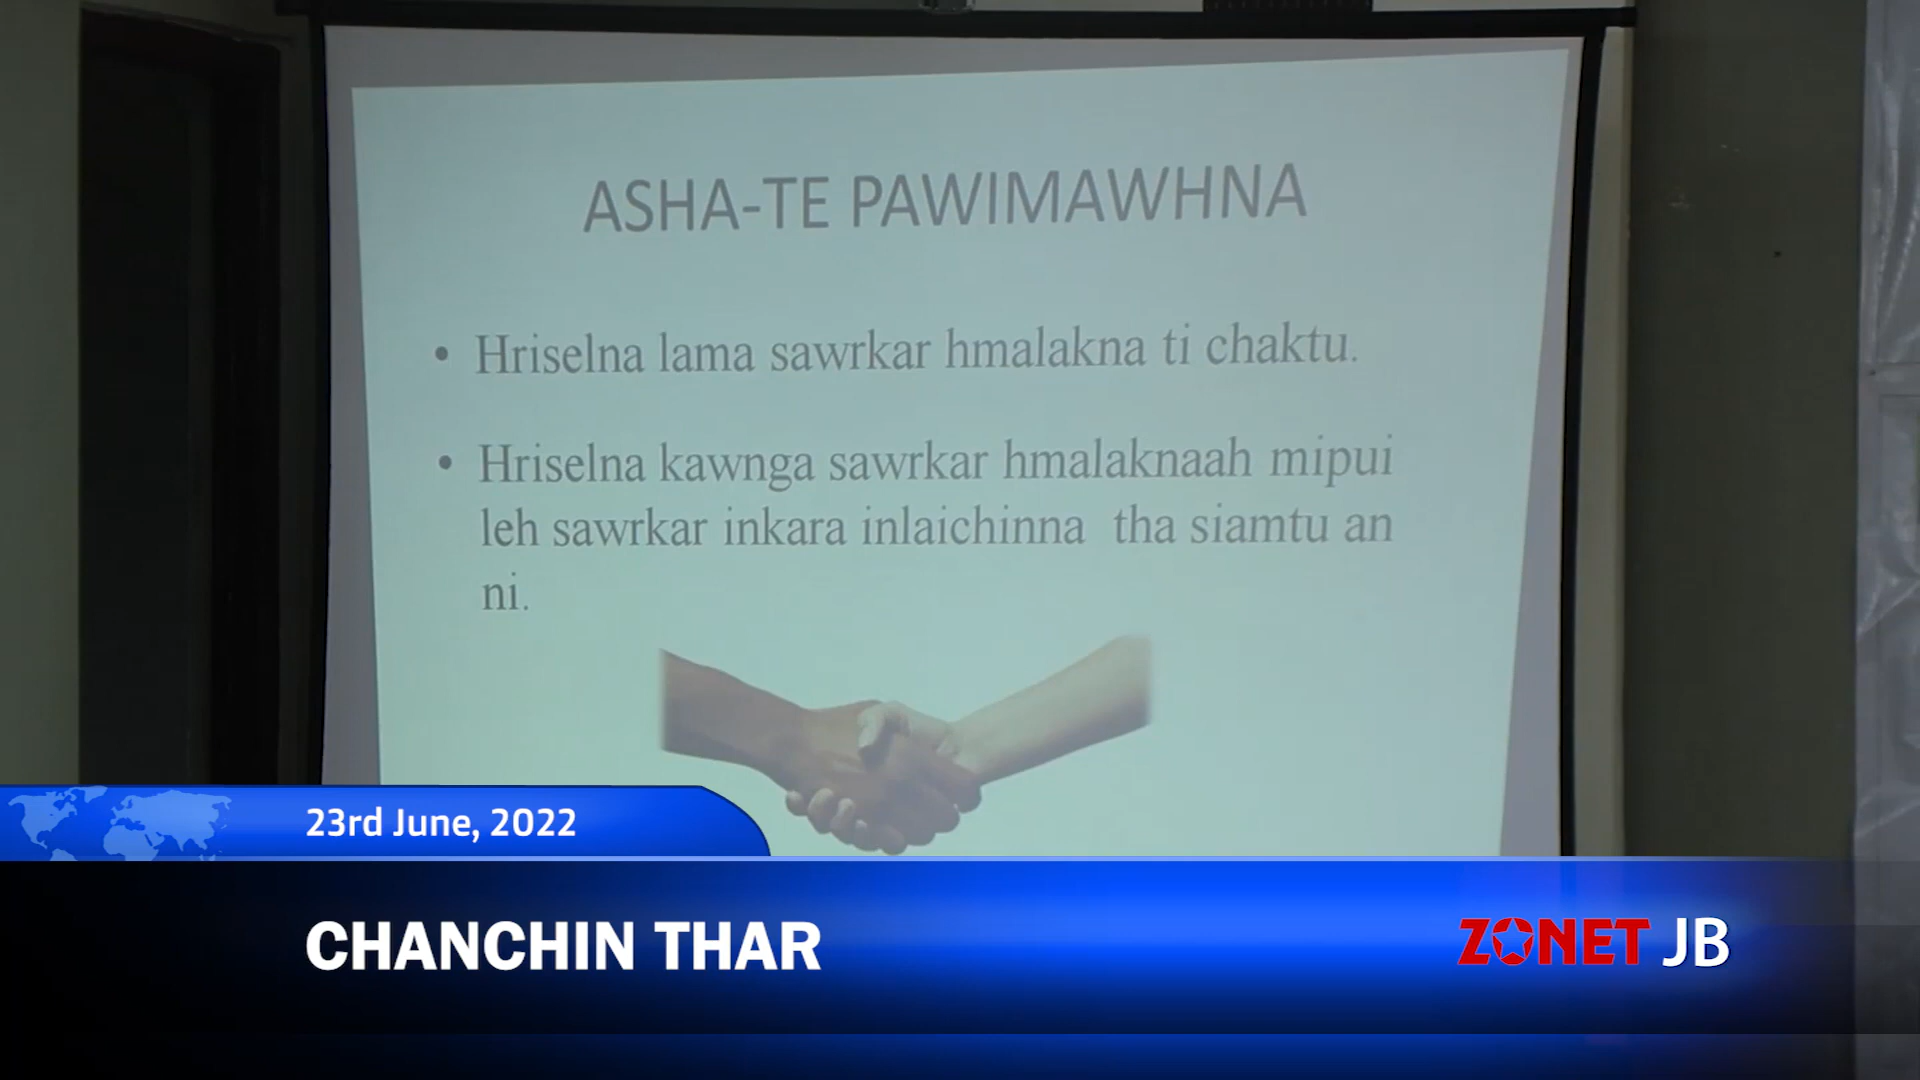 ASHA-TE PAWIMAWHNA
• Hriselna lama sawrkar hmalakna ti chaktu.
• Hriselna kawnga sawrkar hmalaknaah mipui
leh sawrkar inkara inlaichinna tha siamtu an
ni.
23rd June, 2022
CHANCHIN THAR
ZONET JB